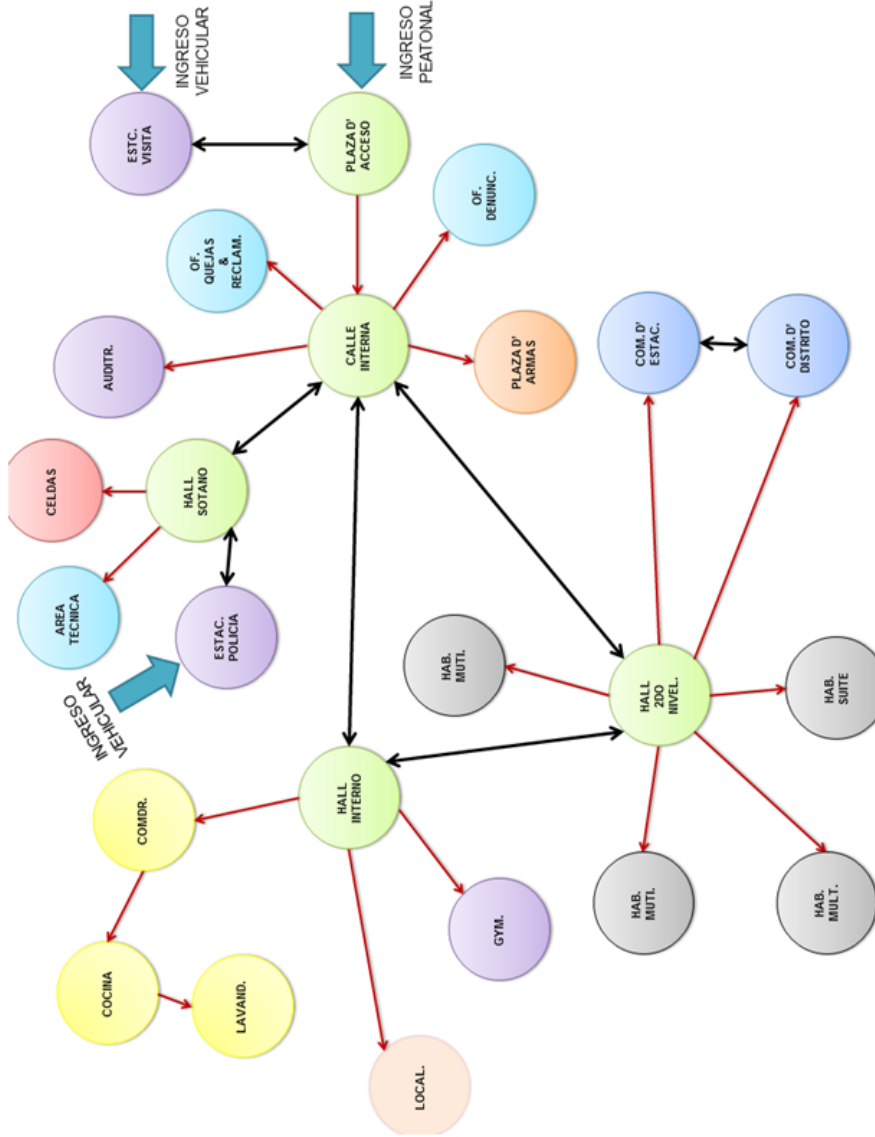 ESTC.
VISITA
INGRESO
VEHICULAR
PLAZA D'
ACCESO
INGRESO
PEATONAL
OF.
QUEJAS
&
RECLAM.
OF.
DENUNC.
AUDITR.
CALLE
INTERNA
PLAZA D'
ARMAS
COM. D'
ESTAC.
COM. D'
DISTRITO
CELDAS
HALL
SOTANO
AREA
TECNICA
ESTAC.
POLICIA
INGRESO
VEHICULAR
HAB.
MUTI.
HALL
2DO
NIVEL.
HAB.
SUITE
HALL
INTERNO
COMDR.
COCINA
LAVAND.
GYM.
LOCAL.
HAB.
MUTI.
HAB.
MULT.